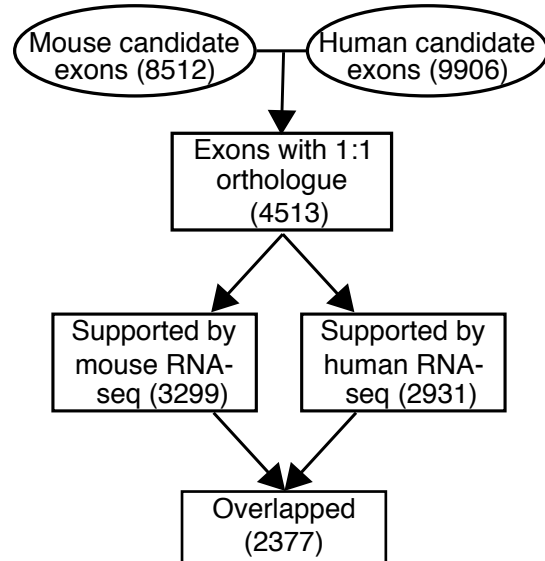 Mouse candidate
exons (8512)
Human candidate
exons (9906)
Exons with 1:1
orthologue
(4513)
Supported by
mouse RNA-
seq (3299)
Supported by
human RNA-
seq (2931)
Overlapped
(2377)